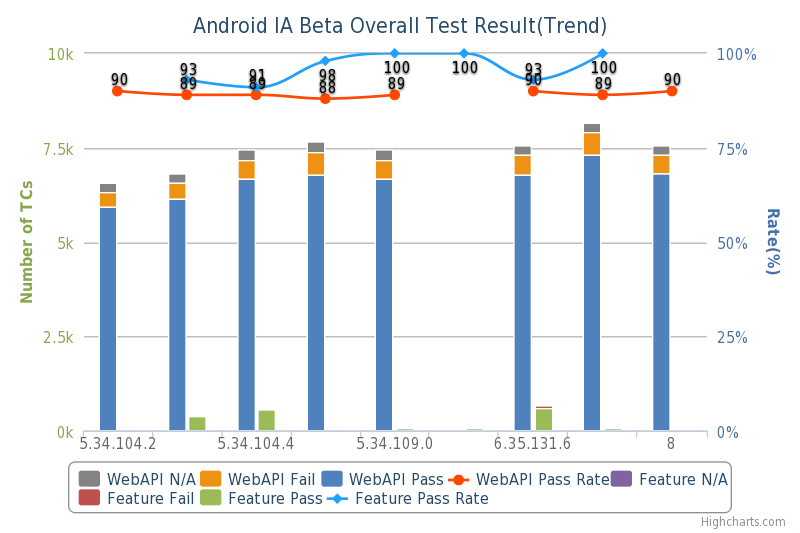 Android IA Beta Overall Test Result(Trend)
10k
100%
90
93
89
91
89
98
88
100
89
100
93
90
100
89
90
7.5k
75%
Number of TCs
Rate(%)
5k
50%
2.5k
25%
0k
0%
5.34.104.2
5.34.104.4
5.34.109.0
6.35.131.6
8
WebAPI N/A
WebAPI Fail
WebAPI Pass
WebAPI Pass Rate
Feature N/A
Feature Fail
Feature Pass
Feature Pass Rate
Highcharts.com